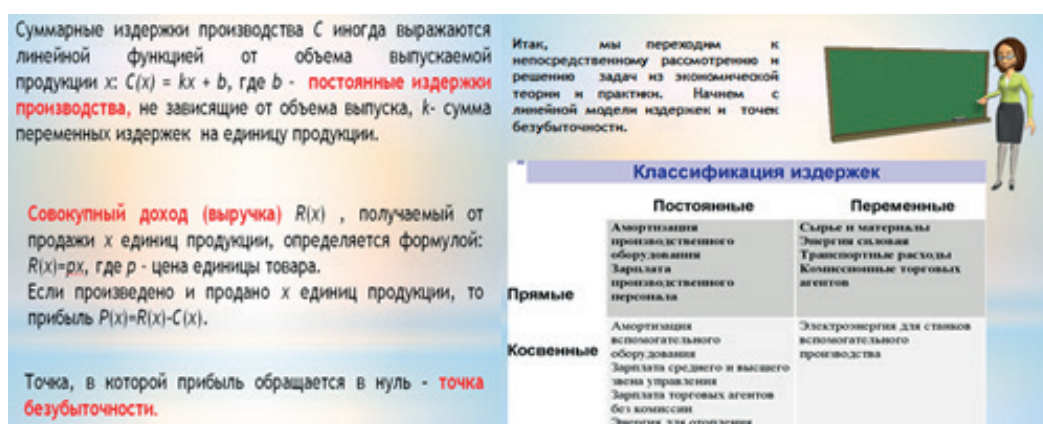 Суммарные издержки производства C иногда выражаются
линейной функцией от объема выпускаемой
продукции x: C(x) = kx + b, где b - постоянные издержки
производства, не зависящие от объема выпуска, k- сумма
переменных издержек на единицу продукции.
Совокупный доход (выручка) R(x) , получаемый от
продажи x единиц продукции, определяется формулой:
R(x)=px, где p - цена единицы товара.
Если произведено и продано x единиц продукции, то
прибыль P(x)=R(x)-C(x).
Точка, в которой прибыль обращается в нуль - точка
безубыточности.
Итак, мы переходим к
непосредственному рассмотрению и
решению задач из экономической
теории и практики. Начнем с
линейной модели издержек и точек
безубыточности.
Классификация издержек
Постоянные Переменные
Прямые
Амортизация
производственного
оборудования
Зарплата
производственного
персонала
Сырье и материалы
Энергия силовая
Транспортные расходы
Комиссионные торговых
агентов
Косвенные
Амортизация
вспомогательного
оборудования
Зарплата среднего и высшего
звена управления
Зарплата торговых агентов
без комиссии
Энергия для отопления
Электроэнергия для станков
вспомогательного
производства